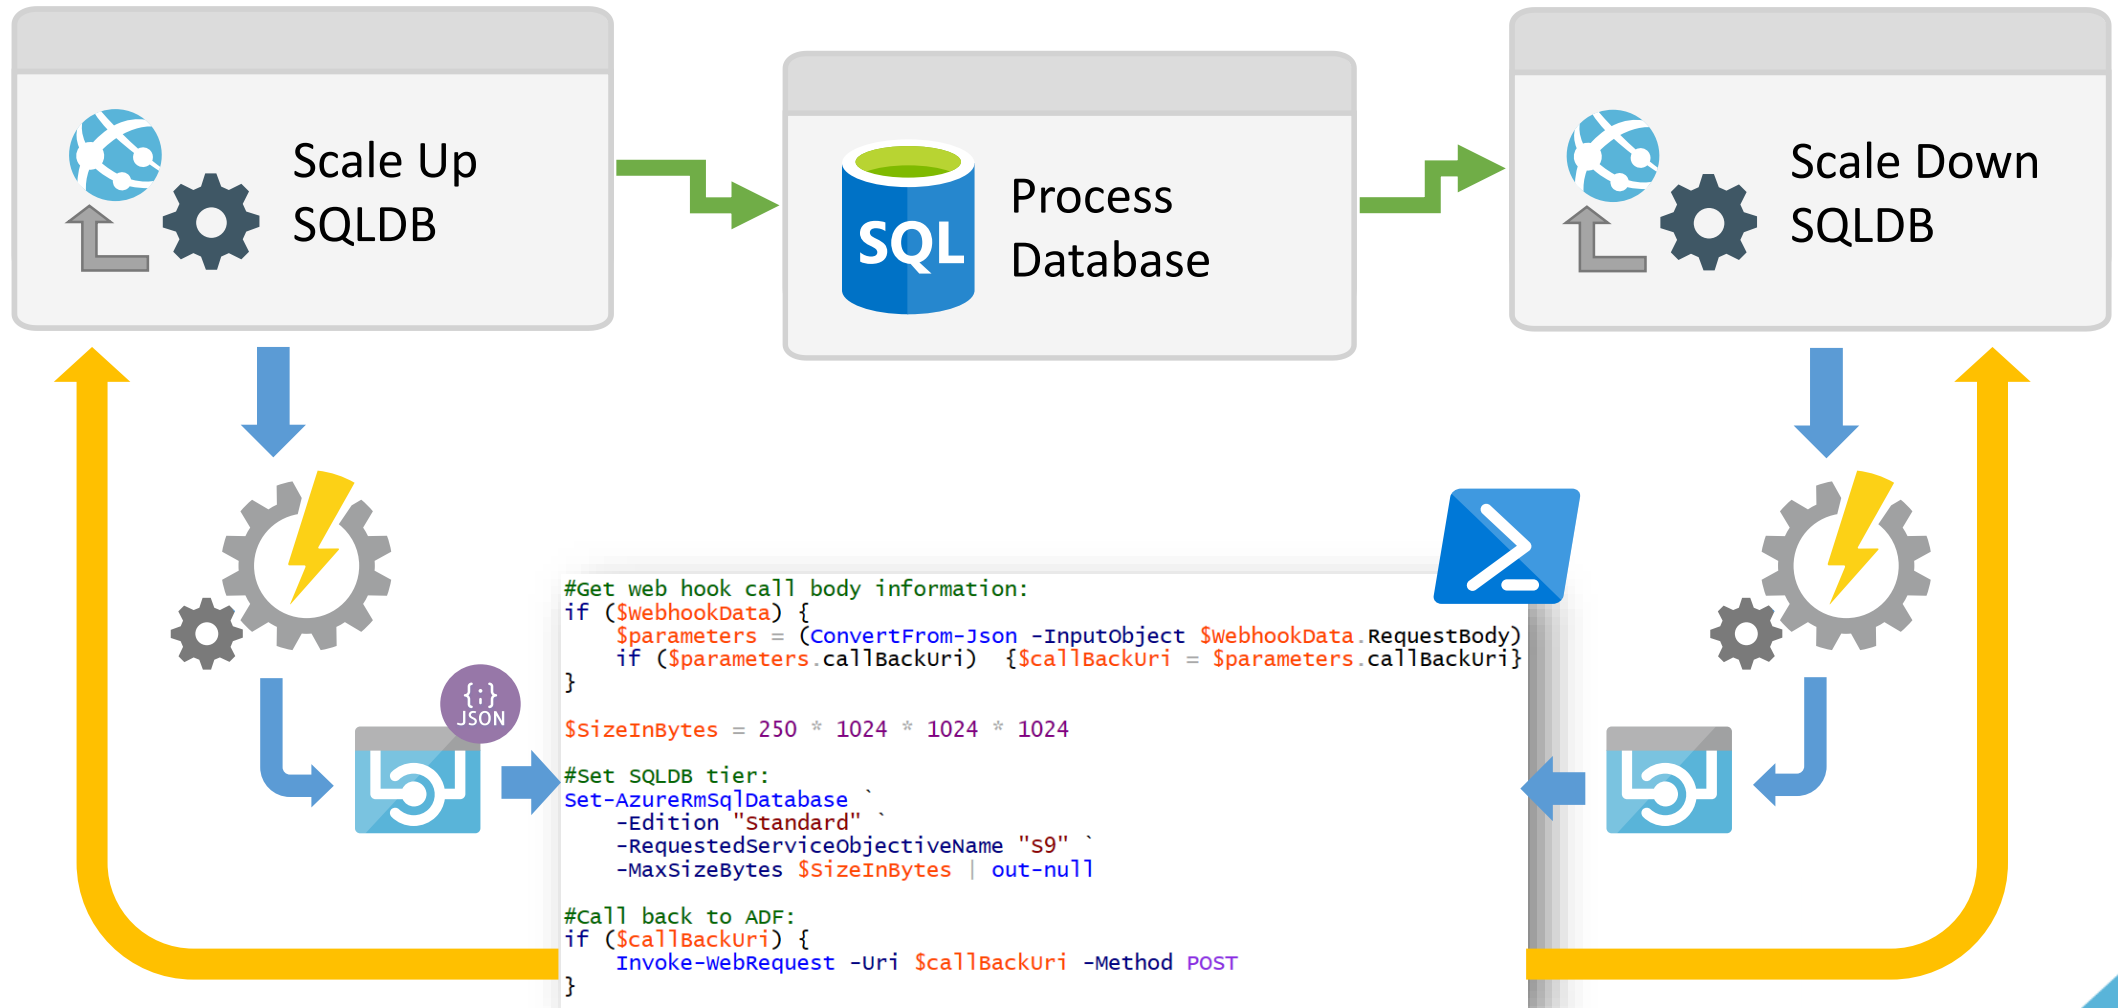 Scale Up
SQLDB
SQL
Process
Database
Scale Down
SQLDB
{;}
JSON
#Get web hook call body information:
if ($WebhookData) {
    $parameters = (ConvertFrom-Json -InputObject $WebhookData.RequestBody)
    if ($parameters.callBackUri)  {$callBackUri = $parameters.callBackUri}
}
$SizeInBytes = 250 * 1024 * 1024 * 1024
#Set SQLDB tier:
Set-AzureRmSqlDatabase `
    -Edition "Standard" `
    -RequestedServiceObjectiveName "S9" `
    -MaxSizeBytes $SizeInBytes | out-null
#Call back to ADF:
if ($callBackUri) {
    Invoke-WebRequest -Uri $callBackUri -Method POST
}